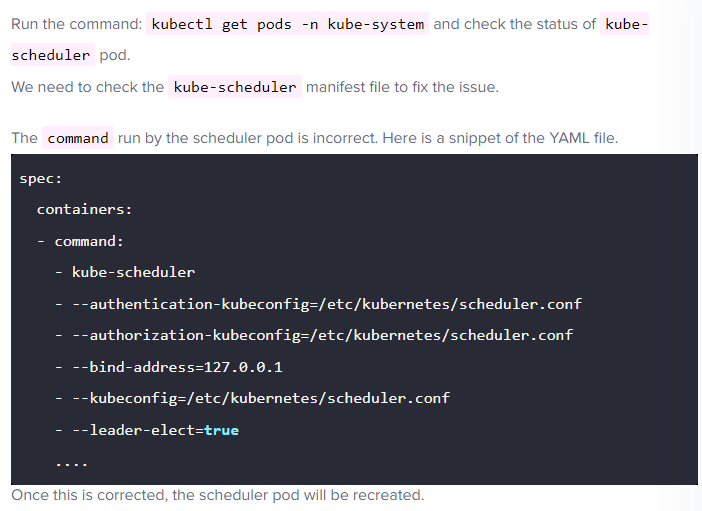 Run the command: kubectl get pods -n kube-system and check the status of kube-
scheduler pod.
We need to check the kube-scheduler manifest file to fix the issue.
The command run by the scheduler pod is incorrect. Here is a snippet of the YAML file.
spec:
  containers:
  - command:
    - kube-scheduler
    - --authentication-kubeconfig=/etc/kubernetes/scheduler.conf
    - --authorization-kubeconfig=/etc/kubernetes/scheduler.conf
    - --bind-address=127.0.0.1
    - --kubeconfig=/etc/kubernetes/scheduler.conf
    - --leader-elect=true
    ....
Once this is corrected, the scheduler pod will be recreated.